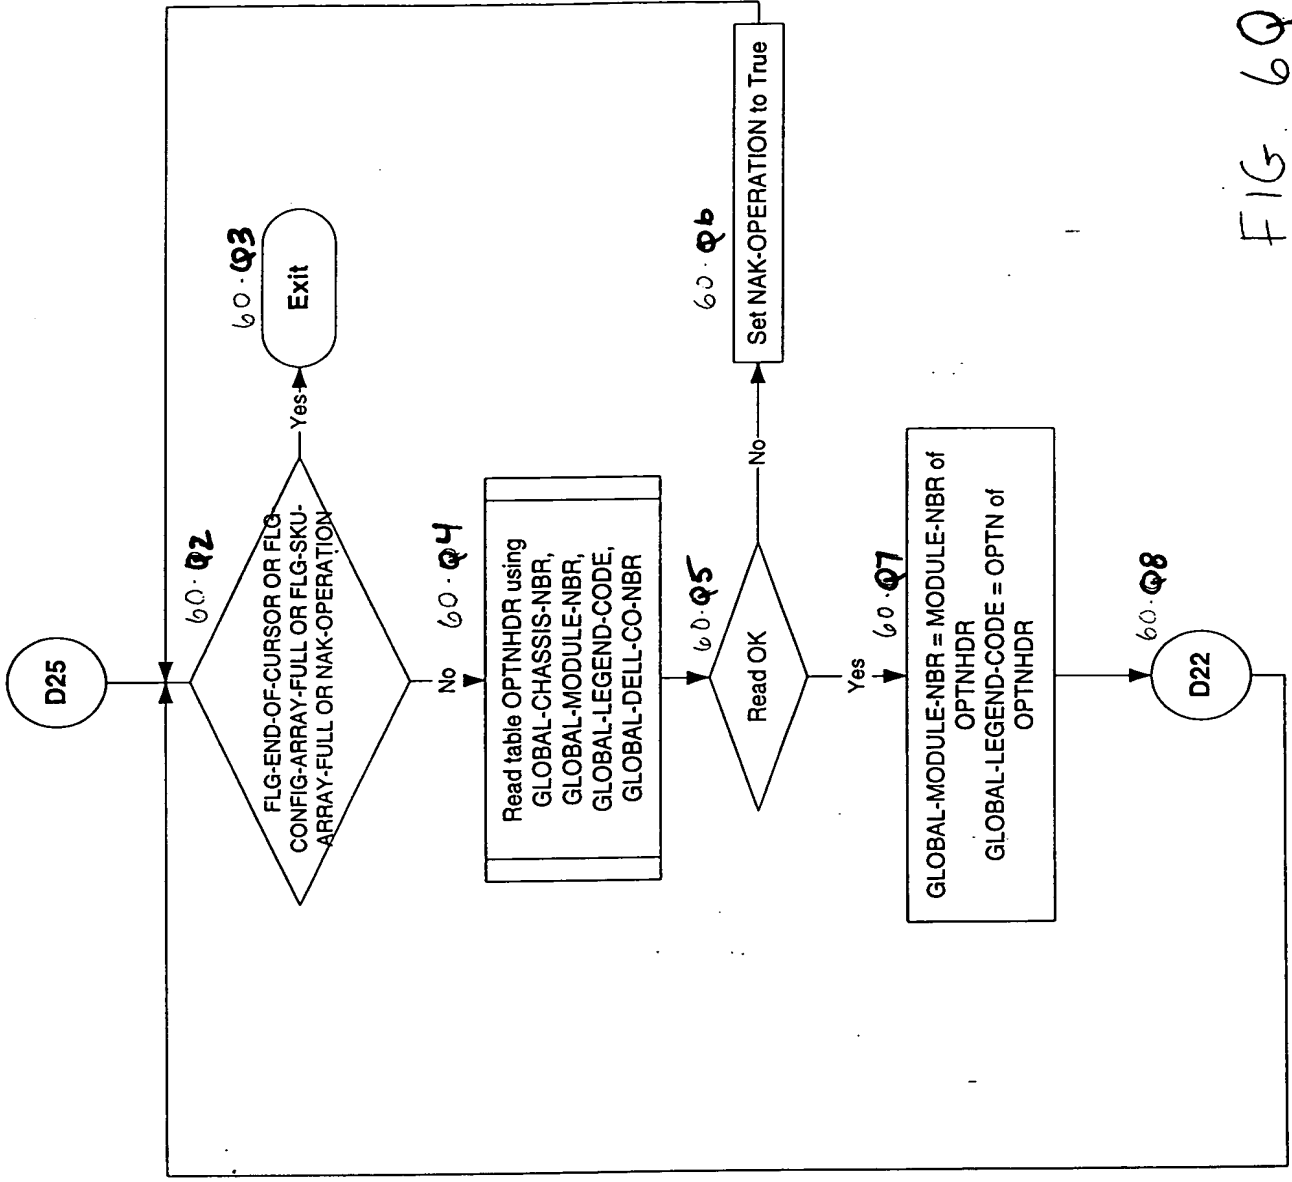 D25
60·Q2
FLG-END-OF-CURSOR OR FLG-
CONFIG-ARRAY-FULL OR FLG-SKU-
ARRAY-FULL OR NAK-OPERATION
Yes
60·Q3
Exit
No
60·Q4
Read table OPTNHDR using
GLOBAL-CHASSIS-NBR,
GLOBAL-MODULE-NBR,
GLOBAL-LEGEND-CODE,
GLOBAL-DELL-CO-NBR
60·Q5
Read OK
No
60·Q6
Set NAK-OPERATION to True
Yes
60·Q7
GLOBAL-MODULE-NBR = MODULE-NBR of
OPTNHDR
GLOBAL-LEGEND-CODE = OPTN of
OPTNHDR
60·Q8
D22
FIG. 6Q